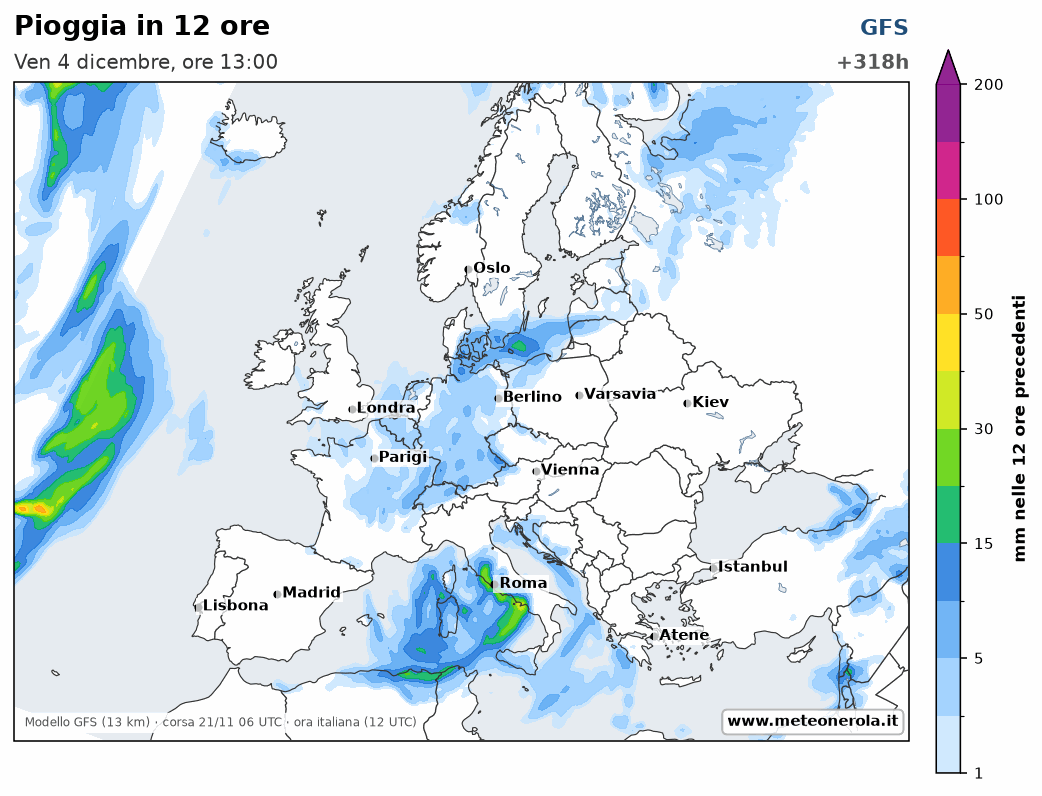 Pioggia in 12 ore
GFS
Ven 4 dicembre, ore 13:00
+318h
200
100
50
30
15
5
1
mm nelle 12 ore precedenti
Oslo
Londra
Berlino
Varsavia
Kiev
Parigi
Vienna
Istanbul
Roma
Madrid
Lisbona
Atene
Modello GFS (13 km) · corsa 21/11 06 UTC · ora italiana (12 UTC)
www.meteonerola.it